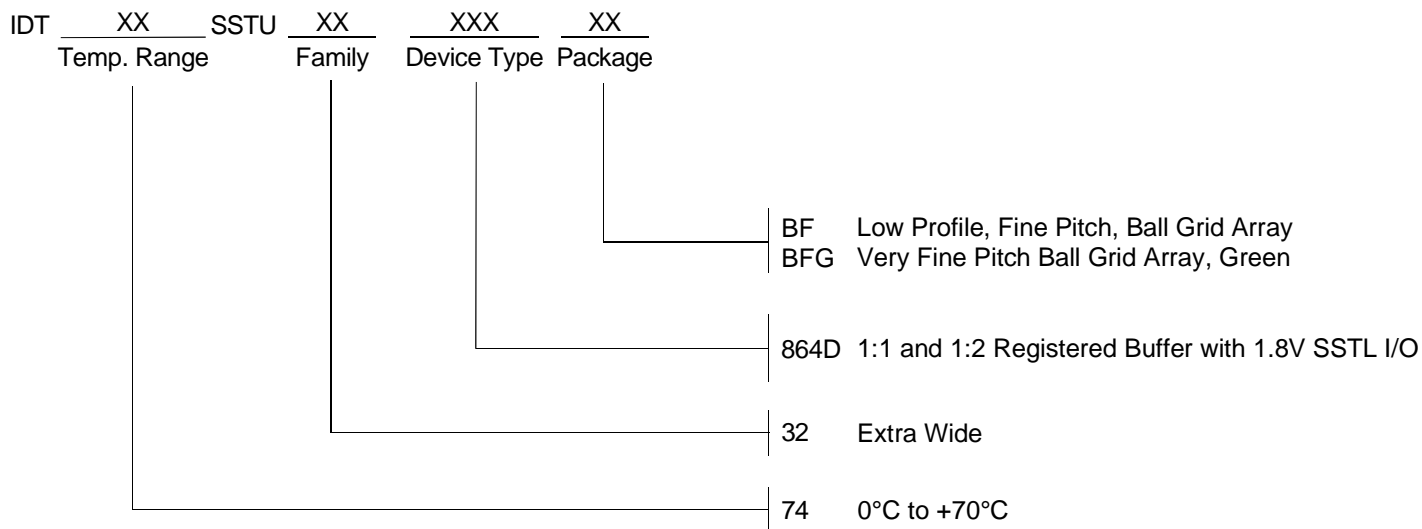 IDT XX SSTU XX XXX XX
Temp. Range Family Device Type Package
BF Low Profile, Fine Pitch, Ball Grid Array
BFG Very Fine Pitch Ball Grid Array, Green
864D 1:1 and 1:2 Registered Buffer with 1.8V SSTL I/O
32 Extra Wide
74 0°C to +70°C